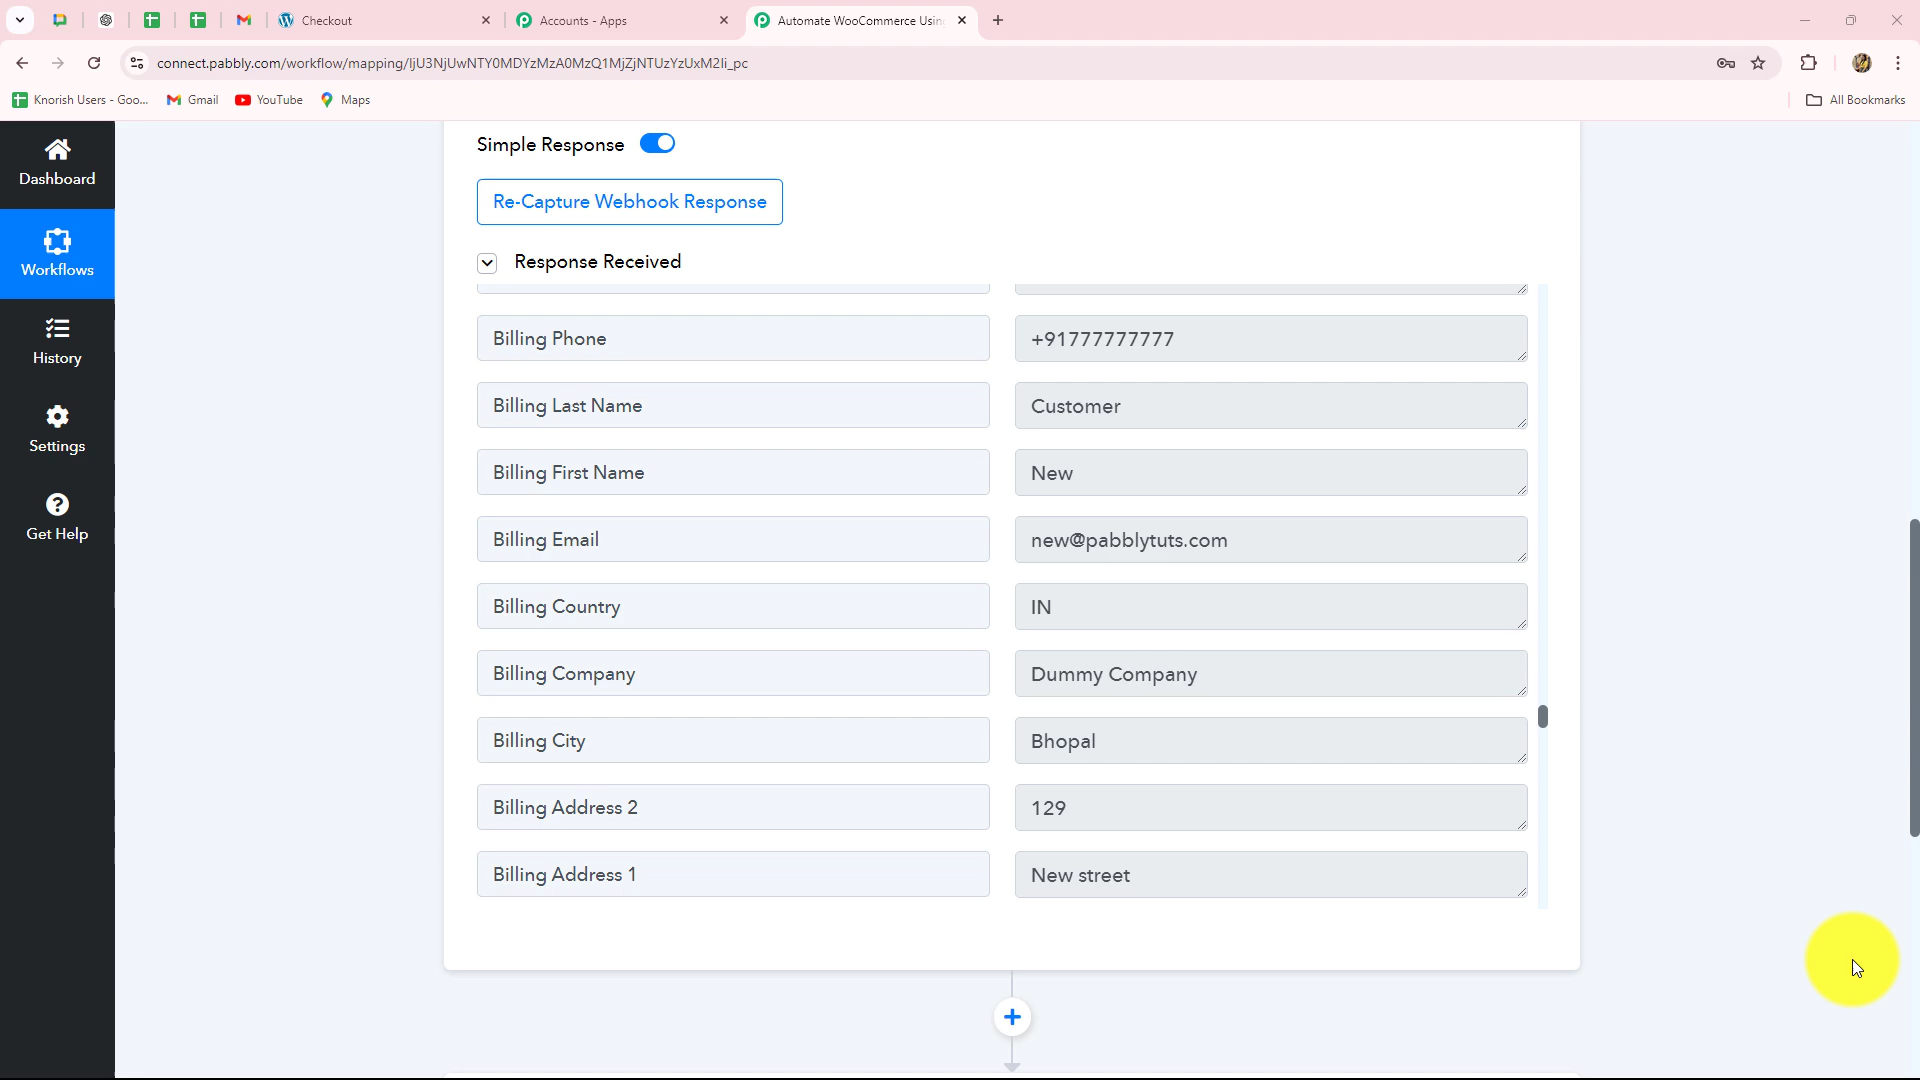 Checkout
Accounts - Apps
Automate WooCommerce Usin
connect.pabbly.com/workflow/mapping/IjU3NjUwNTY0MDYzMzA0MzQ1MjZjNTUzYzUxM2Ii_pc
Knorish Users - Goo...
Gmail
YouTube
Maps
All Bookmarks
Dashboard
Workflows
History
Settings
Get Help
Simple Response
Re-Capture Webhook Response
Response Received
Billing Phone
+91777777777
Billing Last Name
Customer
Billing First Name
New
Billing Email
new@pabblytuts.com
Billing Country
IN
Billing Company
Dummy Company
Billing City
Bhopal
Billing Address 2
129
Billing Address 1
New street